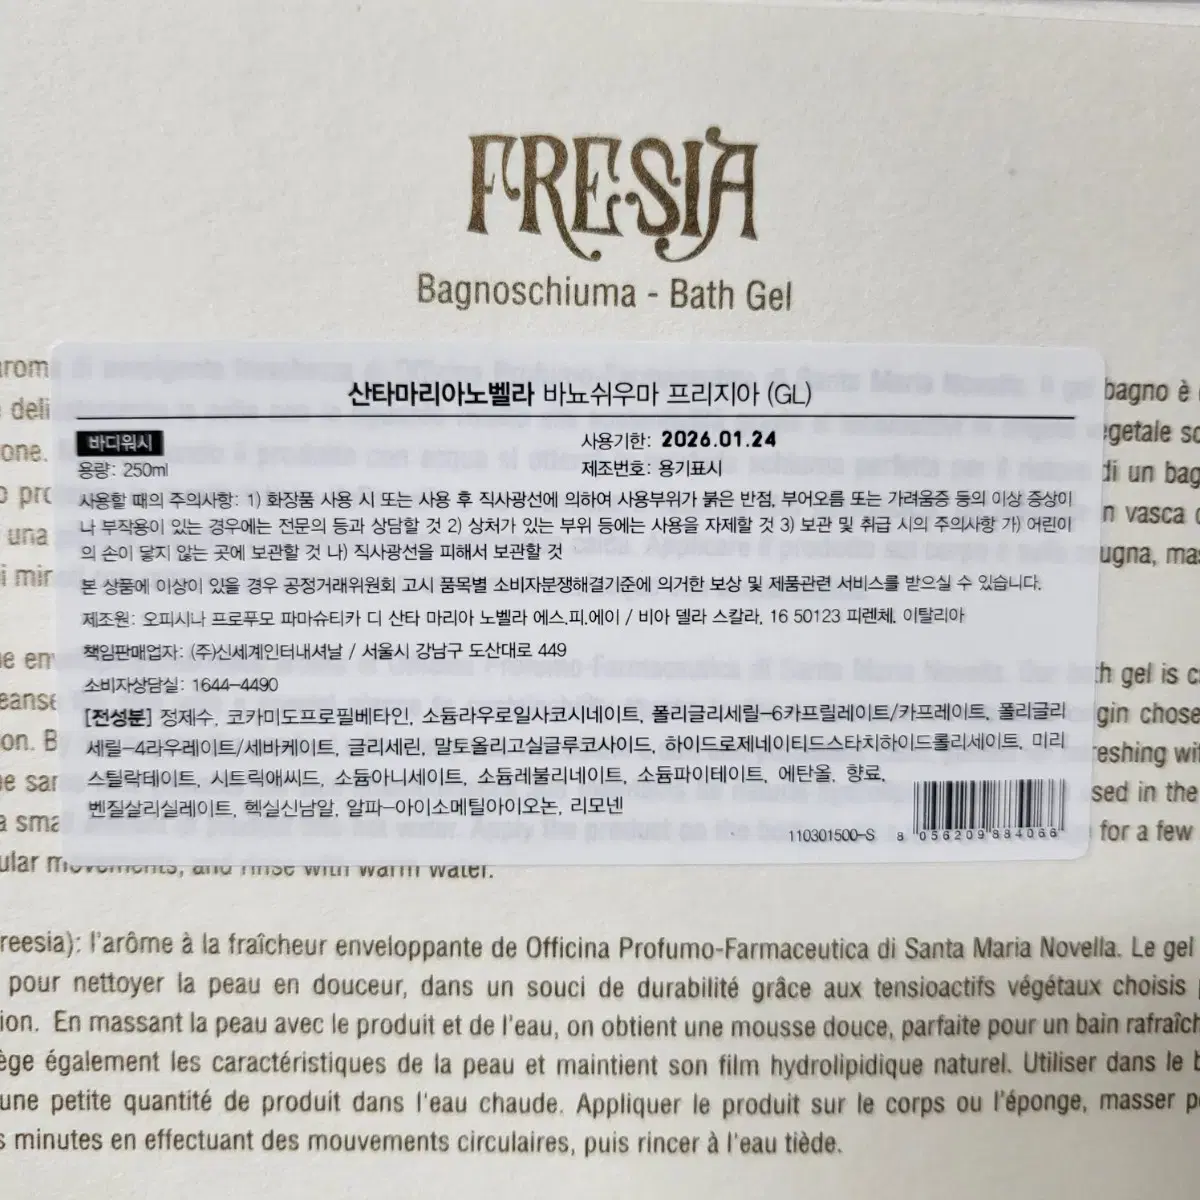 FRESIA
Bagnoschiuma - Bath Gel
산타마리아노벨라 바뇨쉬우마 프리지아 (GL)
바디워시
사용기한: 2026.01.24
용량: 250ml
제조번호: 용기표시
사용할 때의 주의사항: 1) 화장품 사용 시 또는 사용 후 직사광선에 의하여 사용부위가 붉은 반점, 부어오름 또는 가려움증 등의 이상 증상이
나 부작용이 있는 경우에는 전문의 등과 상담할 것 2) 상처가 있는 부위 등에는 사용을 자제할 것 3) 보관 및 취급 시의 주의사항 가) 어린이
의 손이 닿지 않는 곳에 보관할 것 나) 직사광선을 피해서 보관할 것
본 상품에 이상이 있을 경우 공정거래위원회 고시 품목별 소비자분쟁해결기준에 의거한 보상 및 제품관련 서비스를 받으실 수 있습니다.
제조원: 오피시나 프로푸모 파마슈티카 디 산타 마리아 노벨라 에스.피.에이 / 비아 델라 스칼라, 16 50123 피렌체, 이탈리아
책임판매업자: (주)신세계인터내셔날 / 서울시 강남구 도산대로 449
소비자상담실: 1644-4490
[전성분] 정제수, 코카미도프로필베타인, 소듐라우로일사코시네이트, 폴리글리세릴-6카프릴레이트/카프레이트, 폴리글리
세릴-4라우레이트/세바케이트, 글리세린, 말토올리고실글루코사이드, 하이드로제네이티드스타치하이드롤리세이트, 미리
스틸락테이트, 시트릭애씨드, 소듐아니세이트, 소듐레불리네이트, 소듐파이테이트, 에탄올, 향료,
벤질살리실레이트, 헥실신남알, 알파-아이소메틸아이오논, 리모넨
110301500-S 8 056209 884066
bagno è
di un bag
n vasca
th gel is
sed in the
for a few
ular movements, and rinse with warm water.
reesia): l'arôme à la fraîcheur enveloppante de Officina Profumo-Farmaceutica di Santa Maria Novella. Le gel
pour nettoyer la peau en douceur, dans un souci de durabilité grâce aux tensioactifs végétaux choisis
ion. En massant la peau avec le produit et de l'eau, on obtient une mousse douce, parfaite pour un bain rafraîch
ège également les caractéristiques de la peau et maintient son film hydrolipidique naturel. Utiliser dans le b
une petite quantité de produit dans l'eau chaude. Appliquer le produit sur le corps ou l'éponge, masser p
s minutes en effectuant des mouvements circulaires, puis rincer à l'eau tiède.